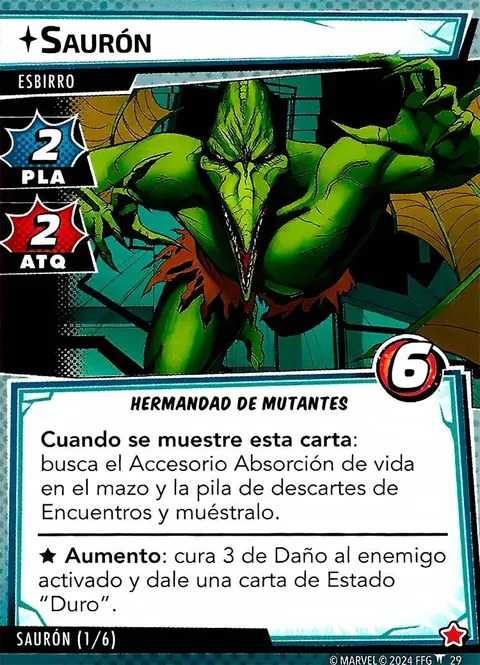 SAURÓN
ESBIRRO
2
PLA
2
ATQ
6
HERMANDAD DE MUTANTES
Cuando se muestre esta carta:
busca el Accesorio Absorción de vida
en el mazo y la pila de descartes de
Encuentros y muéstralo.
★ Aumento: cura 3 de Daño al enemigo
activado y dale una carta de Estado
"Duro".
SAURÓN (1/6)
© MARVEL © 2024 FFG 29